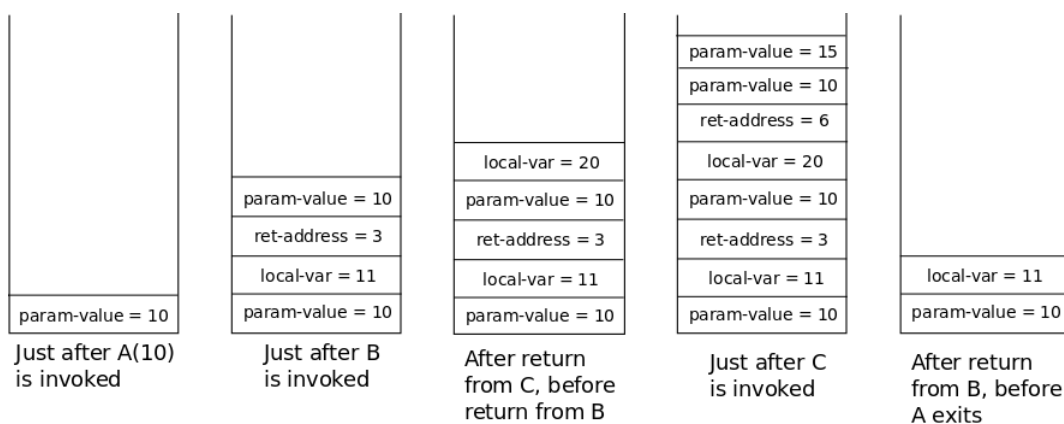 param-value = 10
Just after A(10)
is invoked
param-value = 10
ret-address = 3
local-var = 11
param-value = 10
Just after B
is invoked
local-var = 20
param-value = 10
ret-address = 3
local-var = 11
param-value = 10
After return
from C, before
return from B
param-value = 15
param-value = 10
ret-address = 6
local-var = 20
param-value = 10
ret-address = 3
local-var = 11
param-value = 10
Just after C
is invoked
local-var = 11
param-value = 10
After return
from B, before
A exits